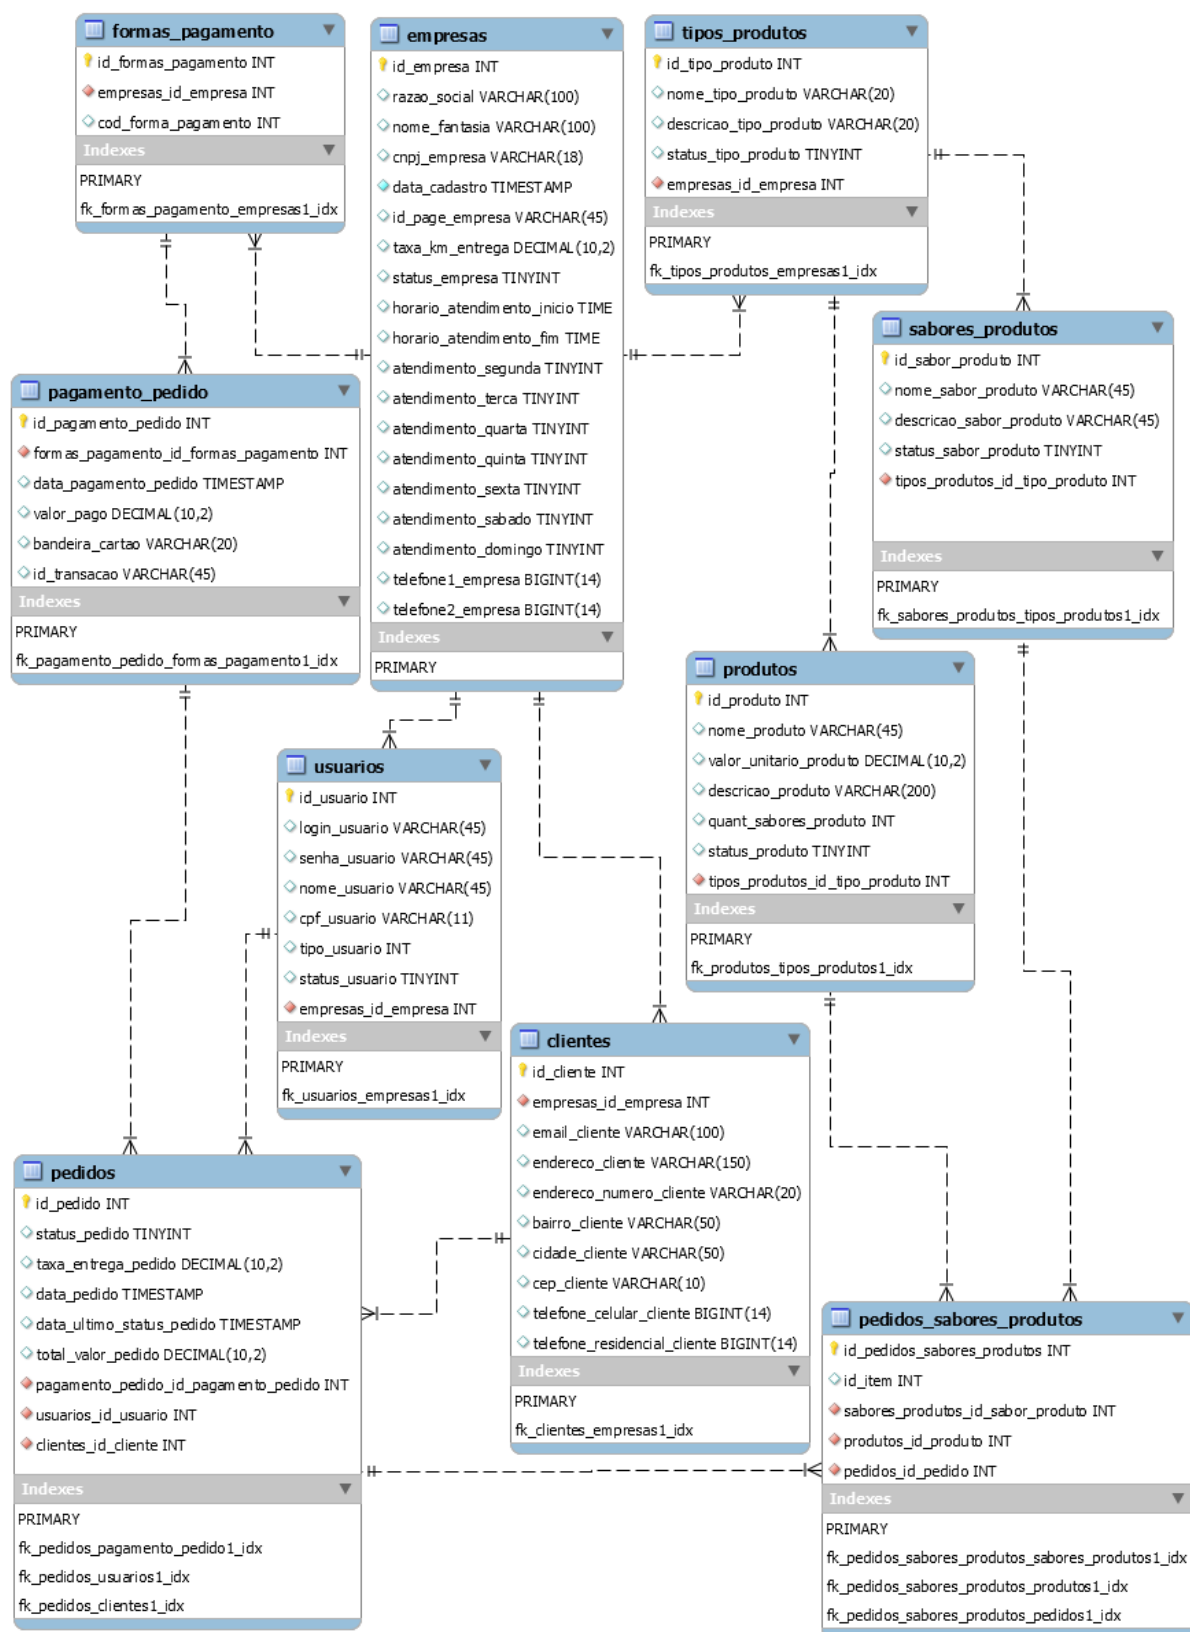 formas_pagamento
id_formas_pagamento INT
empresas_id_empresa INT
cod_forma_pagamento INT
Indexes
PRIMARY
fk_formas_pagamento_empresas1_idx
empresas
id_empresa INT
razao_social VARCHAR(100)
nome_fantasia VARCHAR(100)
cnpj_empresa VARCHAR(18)
data_cadastro TIMESTAMP
id_page_empresa VARCHAR(45)
taxa_km_entrega DECIMAL(10,2)
status_empresa TINYINT
horario_atendimento_inicio TIME
horario_atendimento_fim TIME
atendimento_segunda TINYINT
atendimento_terca TINYINT
atendimento_quarta TINYINT
atendimento_quinta TINYINT
atendimento_sexta TINYINT
atendimento_sabado TINYINT
atendimento_domingo TINYINT
telefone1_empresa BIGINT(14)
telefone2_empresa BIGINT(14)
Indexes
PRIMARY
tipos_produtos
id_tipo_produto INT
nome_tipo_produto VARCHAR(20)
descricao_tipo_produto VARCHAR(20)
status_tipo_produto TINYINT
empresas_id_empresa INT
Indexes
PRIMARY
fk_tipos_produtos_empresas1_idx
sabores_produtos
id_sabor_produto INT
nome_sabor_produto VARCHAR(45)
descricao_sabor_produto VARCHAR(45)
status_sabor_produto TINYINT
tipos_produtos_id_tipo_produto INT
Indexes
PRIMARY
fk_sabores_produtos_tipos_produtos1_idx
pagamento_pedido
id_pagamento_pedido INT
formas_pagamento_id_formas_pagamento INT
data_pagamento_pedido TIMESTAMP
valor_pago DECIMAL(10,2)
bandeira_cartao VARCHAR(20)
id_transacao VARCHAR(45)
Indexes
PRIMARY
fk_pagamento_pedido_formas_pagamento1_idx
produtos
id_produto INT
nome_produto VARCHAR(45)
valor_unitario_produto DECIMAL(10,2)
descricao_produto VARCHAR(200)
quant_sabores_produto INT
status_produto TINYINT
tipos_produtos_id_tipo_produto INT
Indexes
PRIMARY
fk_produtos_tipos_produtos1_idx
usuarios
id_usuario INT
login_usuario VARCHAR(45)
senha_usuario VARCHAR(45)
nome_usuario VARCHAR(45)
cpf_usuario VARCHAR(11)
tipo_usuario INT
status_usuario TINYINT
empresas_id_empresa INT
Indexes
PRIMARY
fk_usuarios_empresas1_idx
clientes
id_cliente INT
empresas_id_empresa INT
email_cliente VARCHAR(100)
endereco_cliente VARCHAR(150)
endereco_numero_cliente VARCHAR(20)
bairro_cliente VARCHAR(50)
cidade_cliente VARCHAR(50)
cep_cliente VARCHAR(10)
telefone_celular_cliente BIGINT(14)
telefone_residencial_cliente BIGINT(14)
Indexes
PRIMARY
fk_clientes_empresas1_idx
pedidos
id_pedido INT
status_pedido TINYINT
taxa_entrega_pedido DECIMAL(10,2)
data_pedido TIMESTAMP
data_ultimo_status_pedido TIMESTAMP
total_valor_pedido DECIMAL(10,2)
pagamento_pedido_id_pagamento_pedido INT
usuarios_id_usuario INT
clientes_id_cliente INT
Indexes
PRIMARY
fk_pedidos_pagamento_pedido1_idx
fk_pedidos_usuarios1_idx
fk_pedidos_clientes1_idx
pedidos_sabores_produtos
id_pedidos_sabores_produtos INT
id_item INT
sabores_produtos_id_sabor_produto INT
produtos_id_produto INT
pedidos_id_pedido INT
Indexes
PRIMARY
fk_pedidos_sabores_produtos_sabores_produtos1_idx
fk_pedidos_sabores_produtos_produtos1_idx
fk_pedidos_sabores_produtos_pedidos1_idx